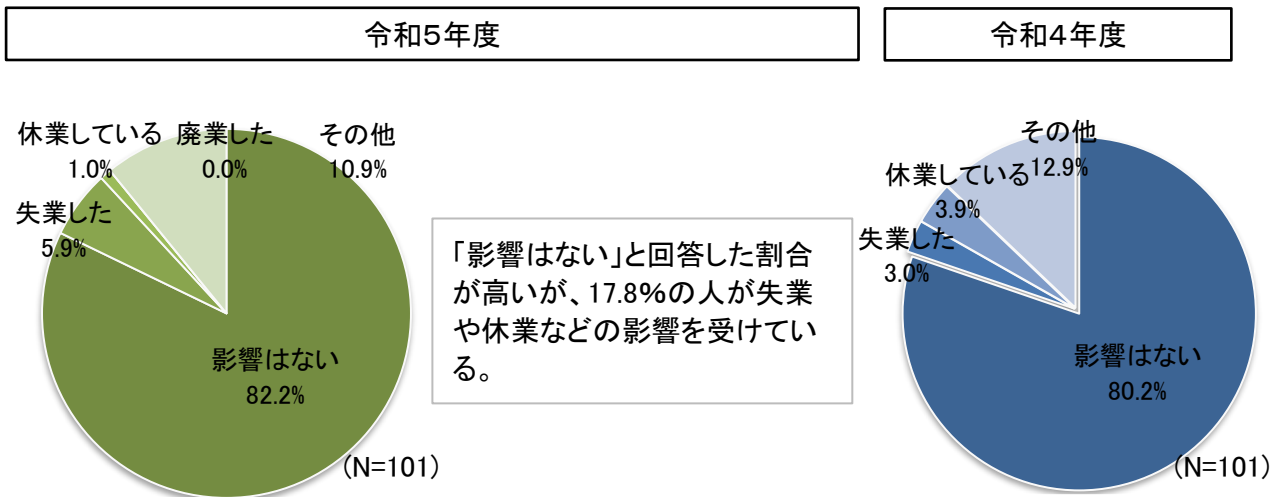 令和5年度
令和4年度
休業している
1.0%
廃業した
0.0%
その他
10.9%
失業した
5.9%
影響はない
82.2%
(N=101)
「影響はない」と回答した割合
が高いが、17.8%の人が失業
や休業などの影響を受けてい
る。
その他
12.9%
休業している
3.9%
失業した
3.0%
影響はない
80.2%
(N=101)